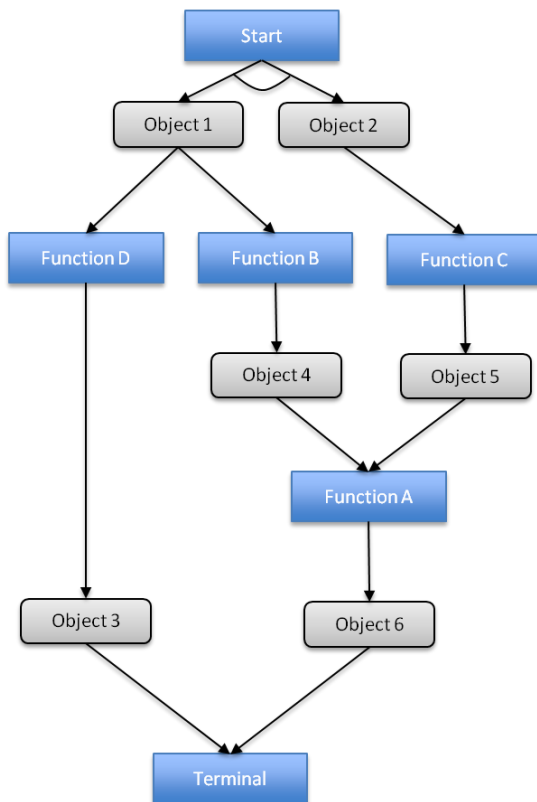 Start
Object 1
Object 2
Function D
Function B
Function C
Object 4
Object 5
Function A
Object 3
Object 6
Terminal